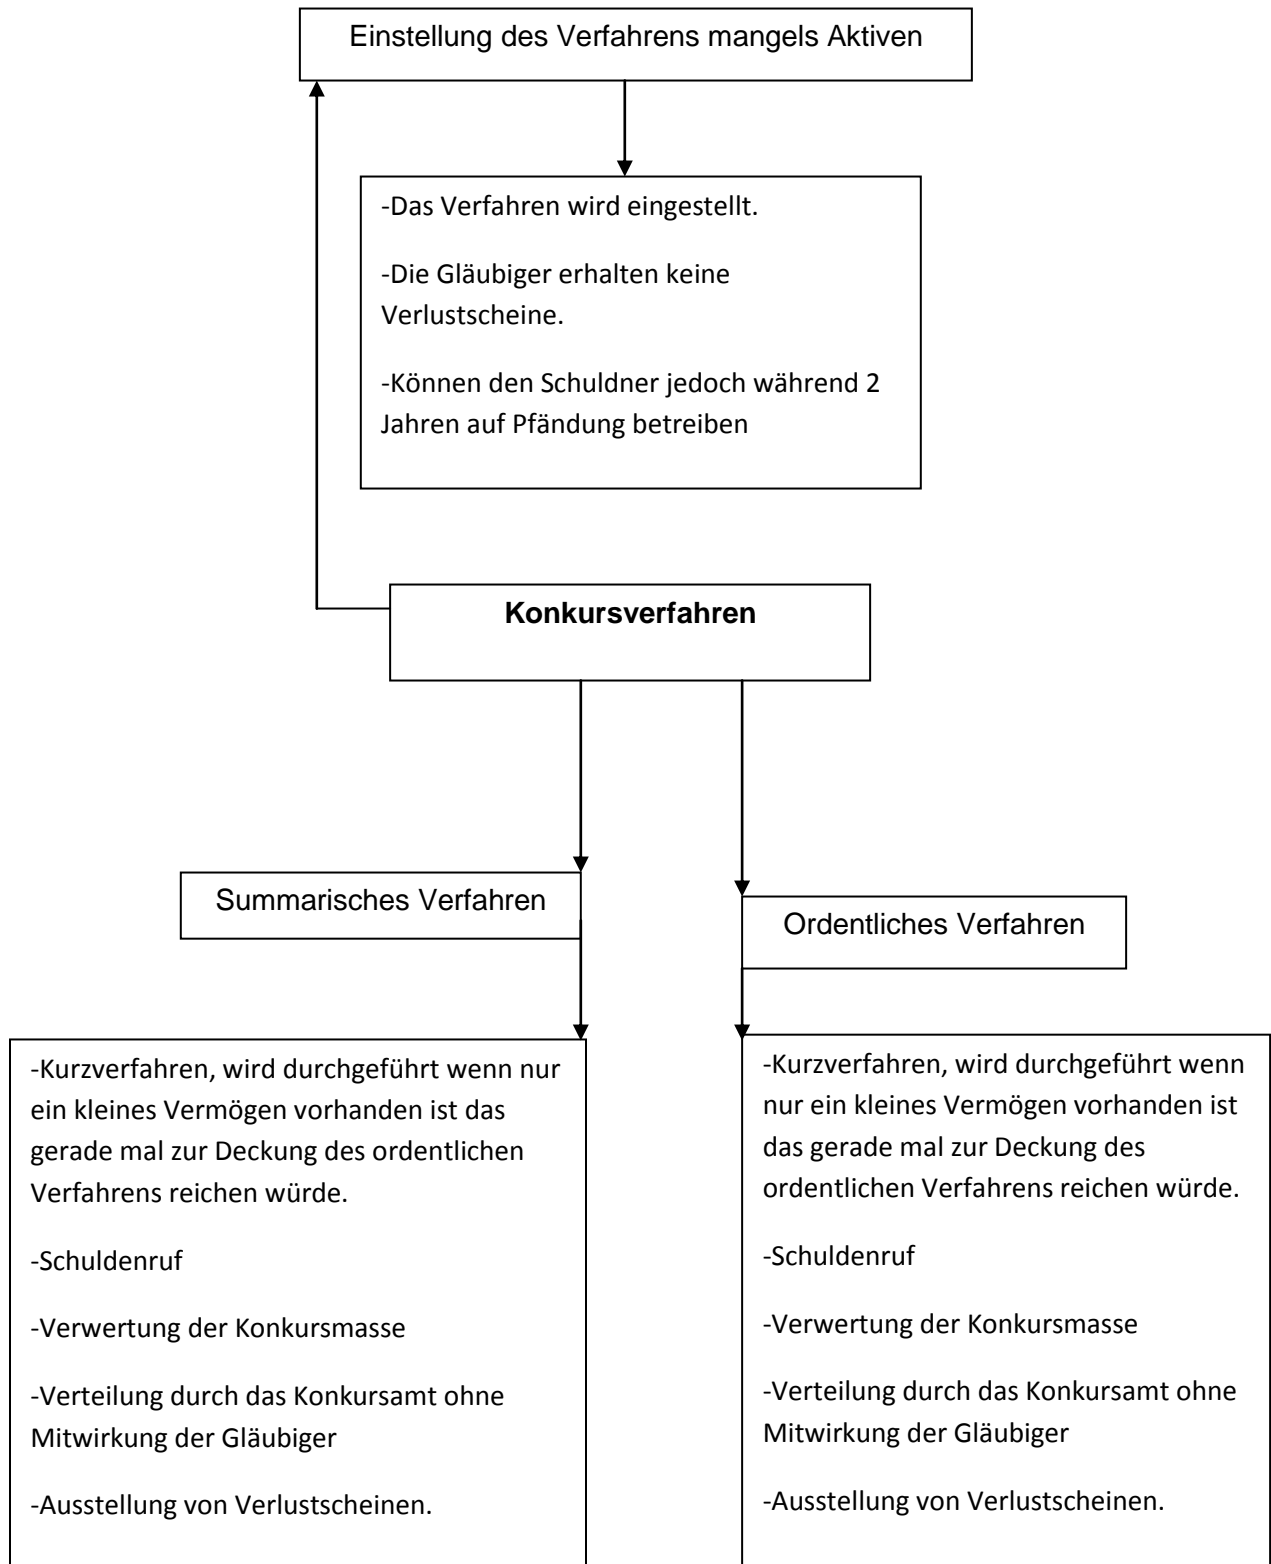 Einstellung des Verfahrens mangels Aktiven
-Das Verfahren wird eingestellt.
-Die Gläubiger erhalten keine
Verlustscheine.
-Können den Schuldner jedoch während 2
Jahren auf Pfändung betreiben
Konkursverfahren
Summarisches Verfahren
Ordentliches Verfahren
-Kurzverfahren, wird durchgeführt wenn nur
ein kleines Vermögen vorhanden ist das
gerade mal zur Deckung des ordentlichen
Verfahrens reichen würde.
-Schuldenruf
-Verwertung der Konkursmasse
-Verteilung durch das Konkursamt ohne
Mitwirkung der Gläubiger
-Ausstellung von Verlustscheinen.
-Kurzverfahren, wird durchgeführt wenn
nur ein kleines Vermögen vorhanden ist
das gerade mal zur Deckung des
ordentlichen Verfahrens reichen würde.
-Schuldenruf
-Verwertung der Konkursmasse
-Verteilung durch das Konkursamt ohne
Mitwirkung der Gläubiger
-Ausstellung von Verlustscheinen.